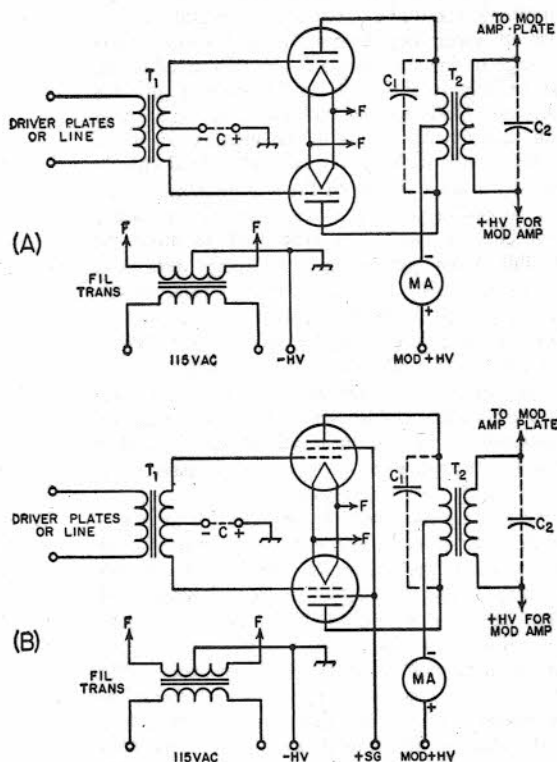 TO MOD
AMP PLATE
T1
C1
T2
C2
DRIVER PLATES
OR LINE
- C +
F
F
+HV FOR
MOD AMP
(A)
F
F
FIL
TRANS
-
MA
+
115VAC
-HV
MOD+HV
TO MOD
AMP PLATE
T1
C1
T2
C2
DRIVER PLATES
OR LINE
- C +
F
F
+HV FOR
MOD AMP
(B)
F
F
FIL
TRANS
-
MA
+
115VAC
-HV
+SG
MOD+HV